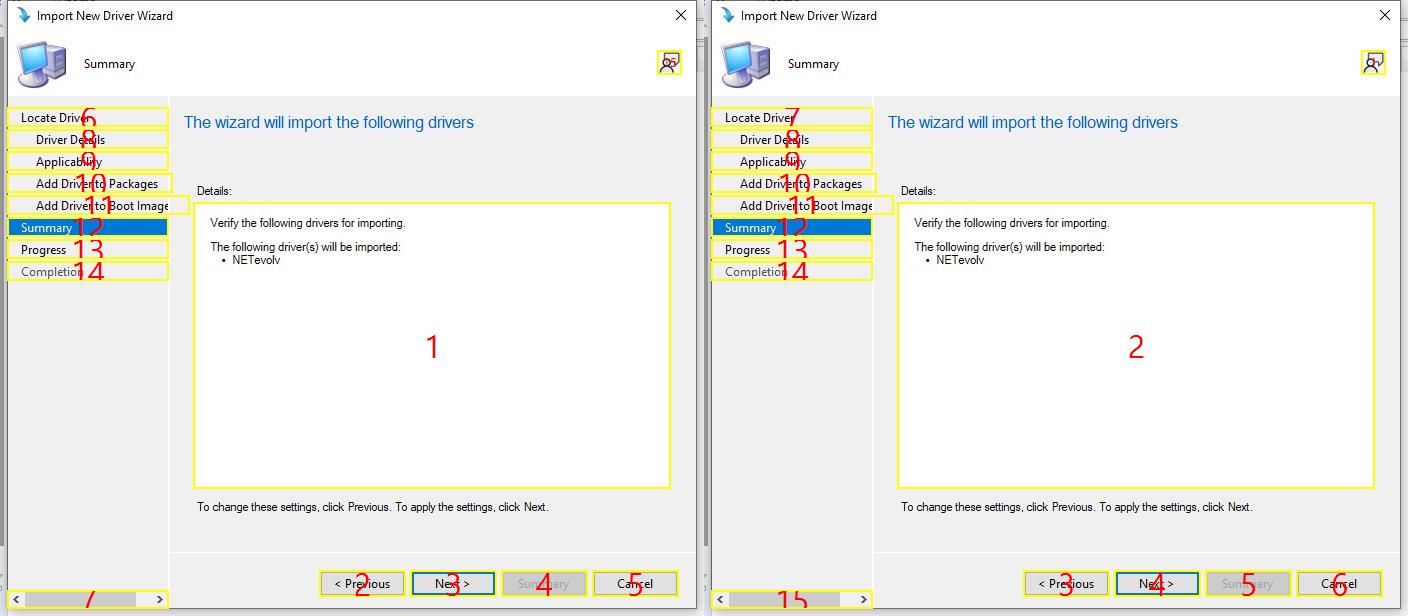 Import New Driver Wizard
Summary
15
Locate Driver 6
Driver Details 8
Applicability 9
Add Driver to Packages 10
Add Driver to Boot Image 11
Summary 12
Progress 13
Completion 14
The wizard will import the following drivers
Details:
Verify the following drivers for importing.
The following driver(s) will be imported:
• NETevolv
1
To change these settings, click Previous. To apply the settings, click Next.
< Previous 2
Next > 3
Summary 4
Cancel 5
7
Import New Driver Wizard
Summary
Locate Driver 7
Driver Details 8
Applicability 9
Add Driver to Packages 10
Add Driver to Boot Image 11
Summary 12
Progress 13
Completion 14
The wizard will import the following drivers
Details:
Verify the following drivers for importing.
The following driver(s) will be imported:
• NETevolv
2
To change these settings, click Previous. To apply the settings, click Next.
< Previous 3
Next > 4
Summary 5
Cancel 6
15